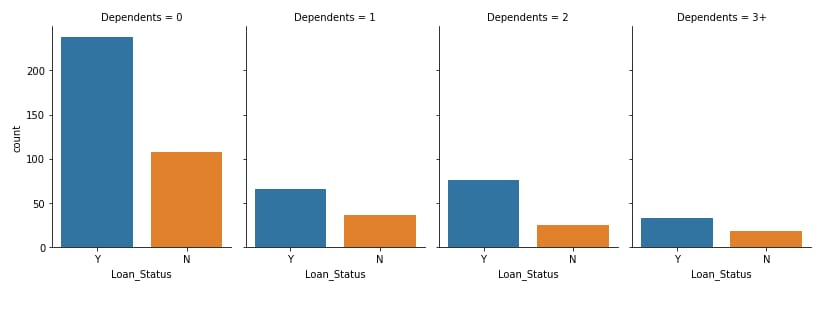 Dependents = 0 Dependents = 1 Dependents = 2 Dependents = 3+
200
150
100
50
0
count
Y N Y N Y N Y N
Loan_Status Loan_Status Loan_Status Loan_Status